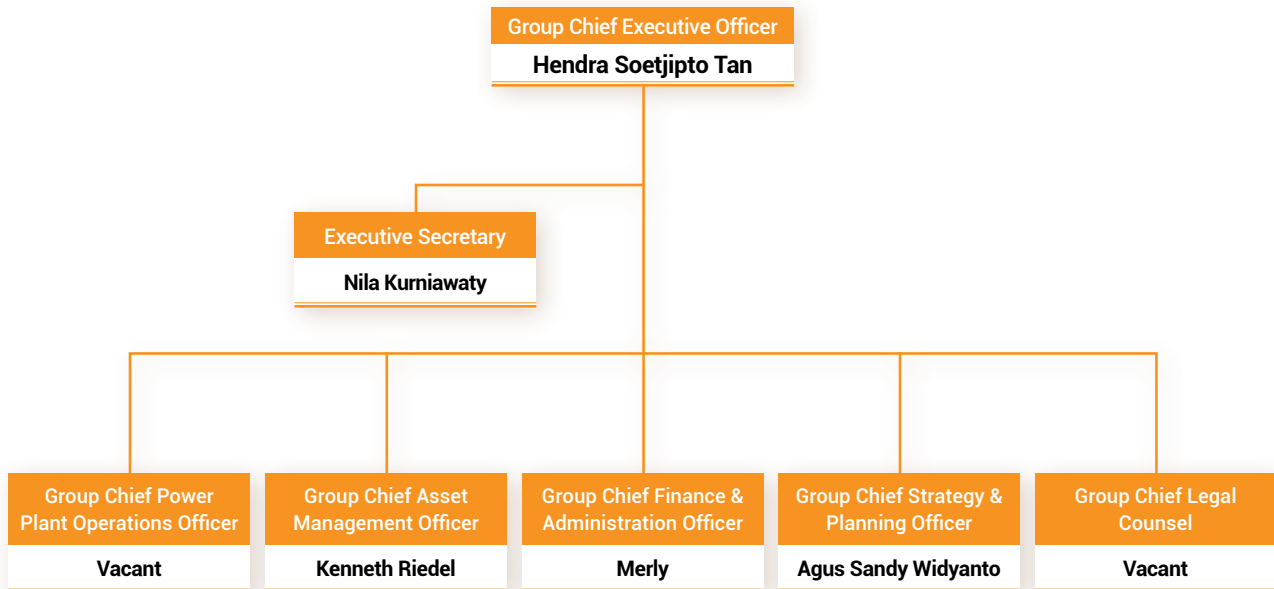 Group Chief Executive Officer
Hendra Soetjipto Tan
Executive Secretary
Nila Kurniawaty
Group Chief Power
Plant Operations Officer
Vacant
Group Chief Asset
Management Officer
Kenneth Riedel
Group Chief Finance &
Administration Officer
Merly
Group Chief Strategy &
Planning Officer
Agus Sandy Widyanto
Group Chief Legal
Counsel
Vacant